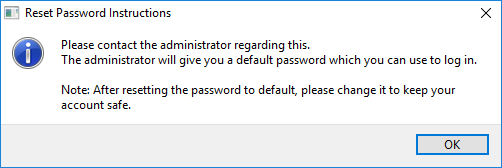 Reset Password Instructions
Please contact the administrator regarding this.
The administrator will give you a default password which you can use to log in.
Note: After resetting the password to default, please change it to keep your
account safe.
OK